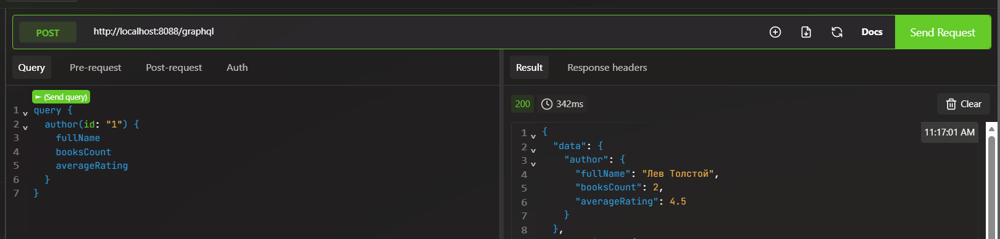 POST http://localhost:8088/graphql Docs Send Request
Query Pre-request Post-request Auth
(Send query)
1 query {
2 author(id: "1") {
3 fullName
4 booksCount
5 averageRating
6 }
7 }
Result Response headers
200 342ms Clear
11:17:01 AM
1 {
2 "data": {
3 "author": {
4 "fullName": "Лев Толстой",
5 "booksCount": 2,
6 "averageRating": 4.5
7 }
8 },